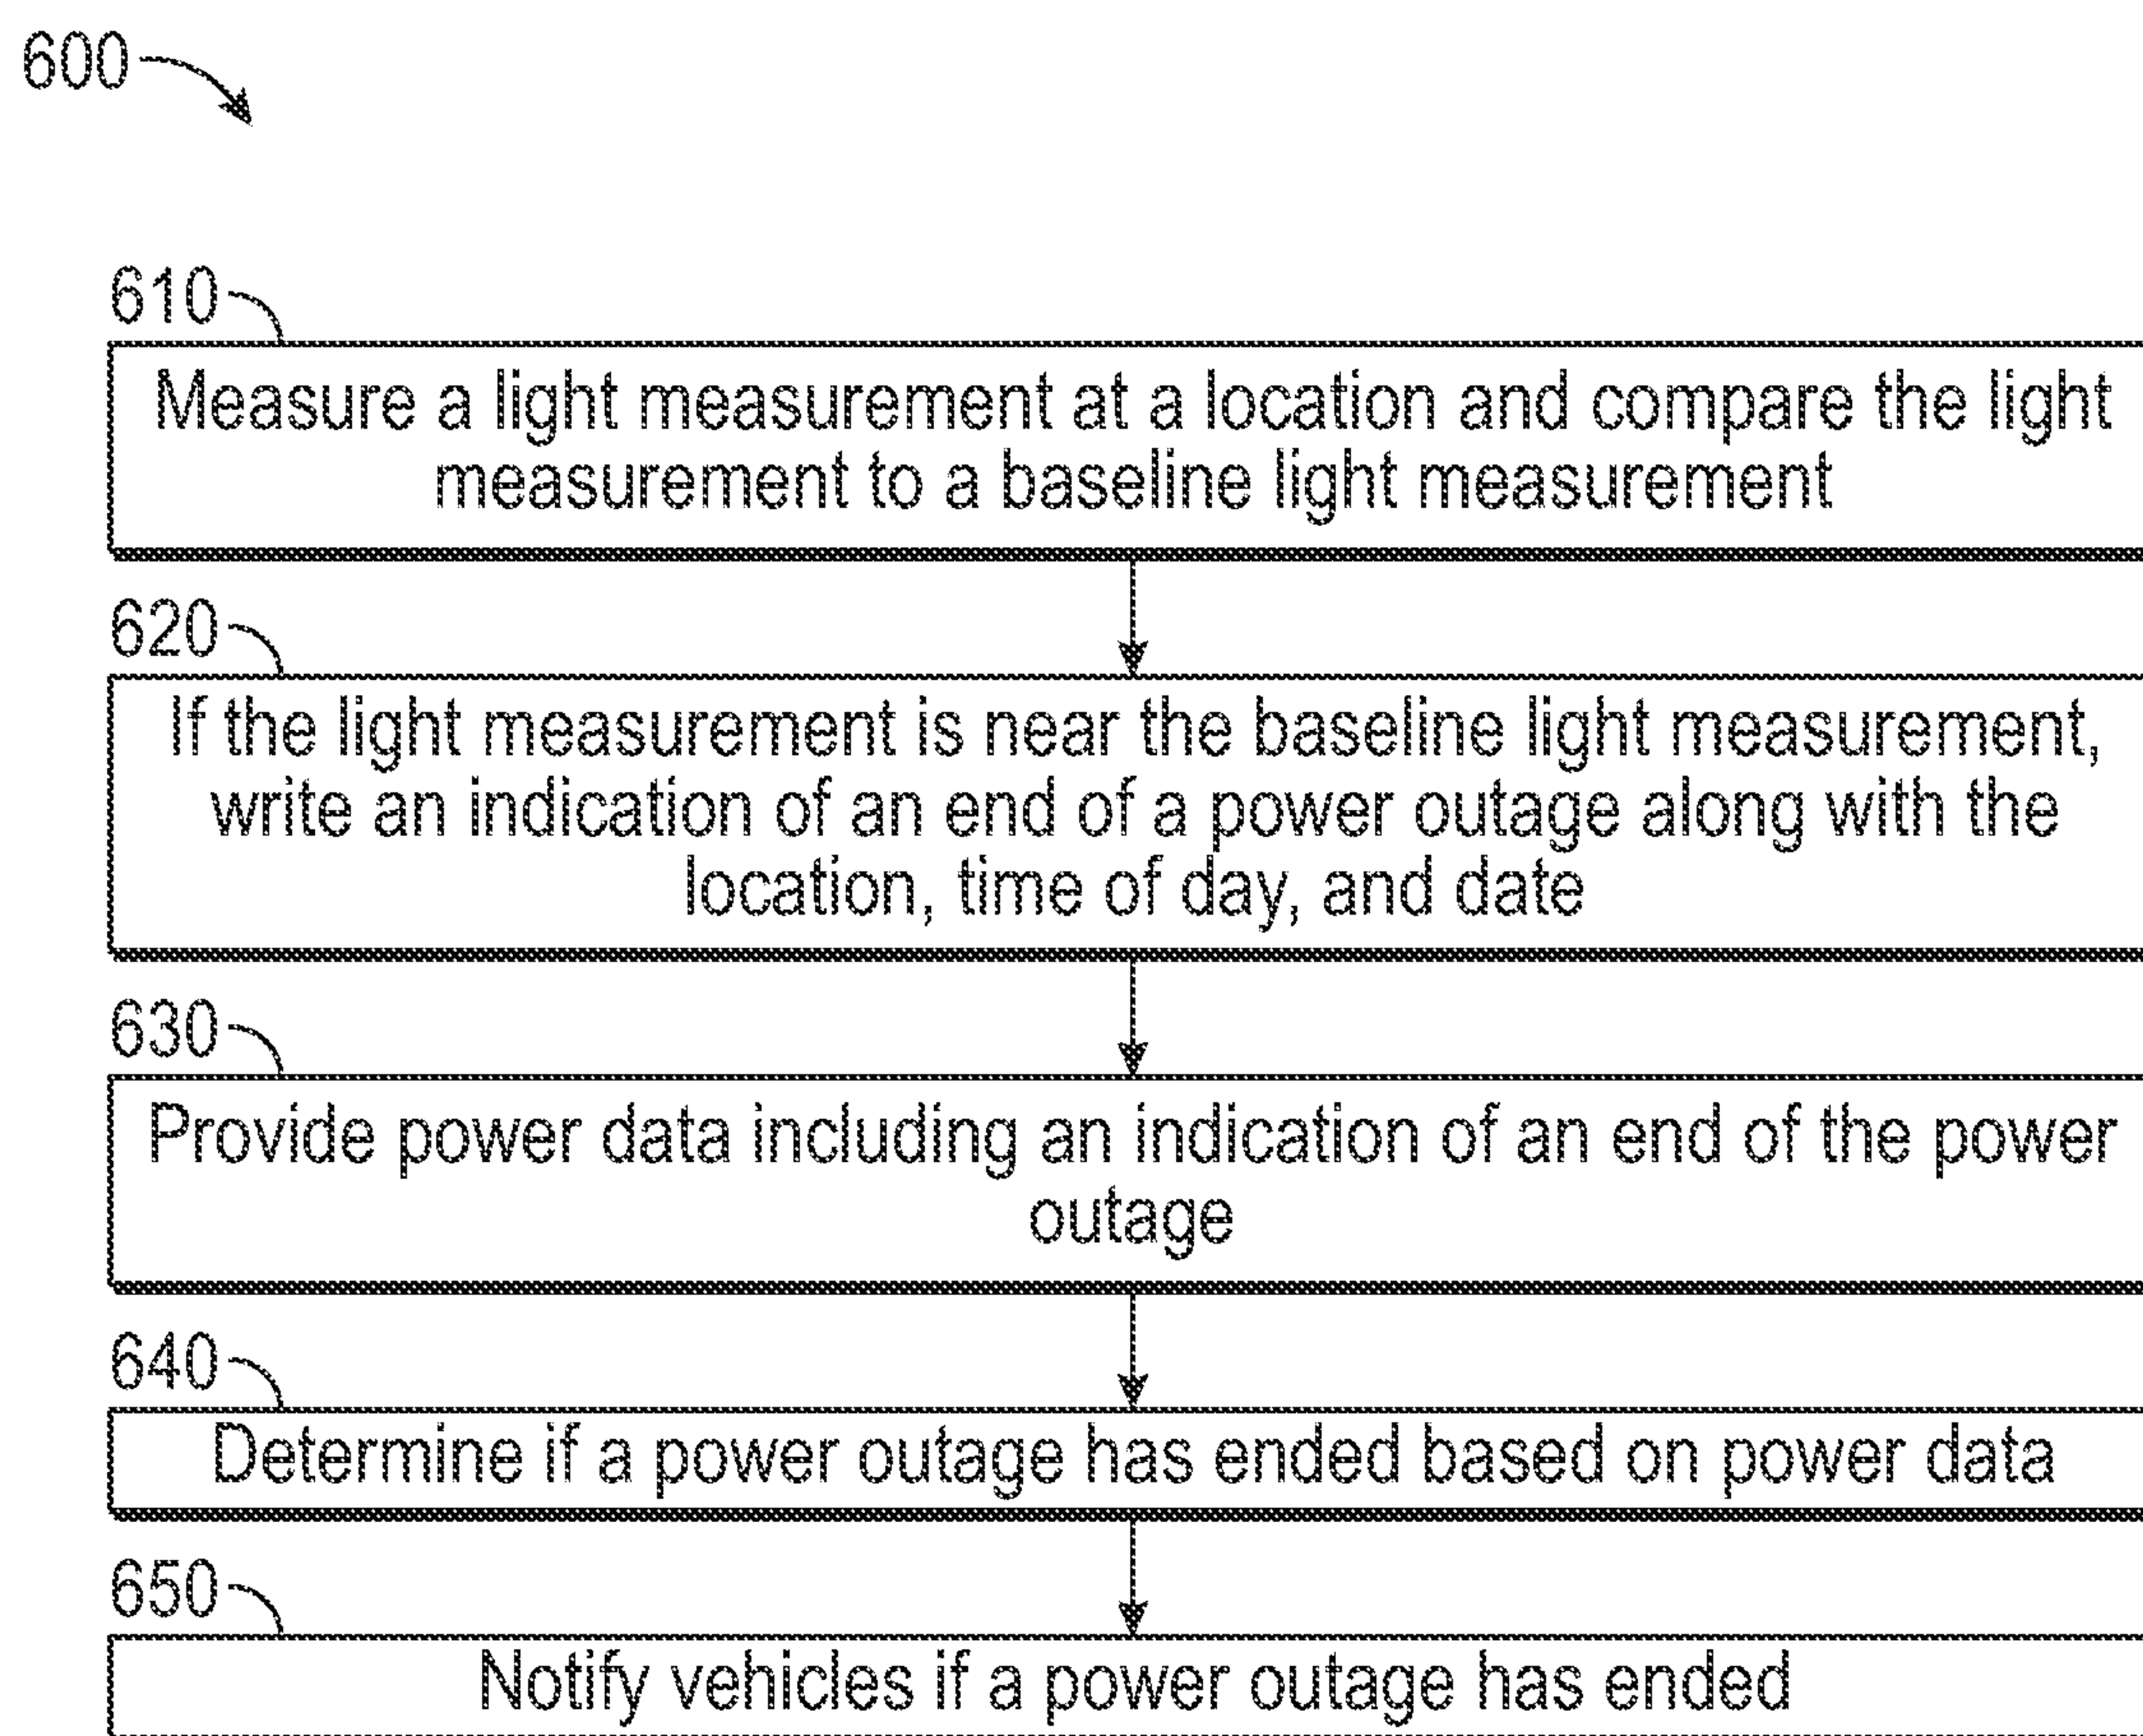 600
610
Measure a light measurement at a location and compare the light
measurement to a baseline light measurement
620
If the light measurement is near the baseline light measurement,
write an indication of an end of a power outage along with the
location, time of day, and date
630
Provide power data including an indication of an end of the power
outage
640
Determine if a power outage has ended based on power data
650
Notify vehicles if a power outage has ended